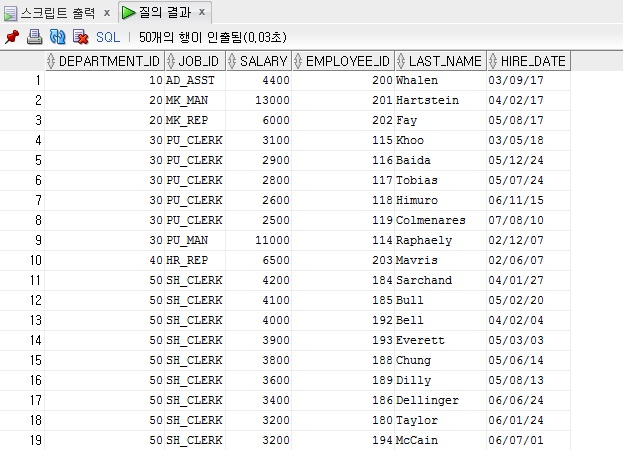 스크립트 출력 x 질의 결과 x
SQL | 50개의 행이 인출됨(0,03초)
DEPARTMENT_ID JOB_ID SALARY EMPLOYEE_ID LAST_NAME HIRE_DATE
1 10 AD_ASST 4400 200 Whalen 03/09/17
2 20 MK_MAN 13000 201 Hartstein 04/02/17
3 20 MK_REP 6000 202 Fay 05/08/17
4 30 PU_CLERK 3100 115 Khoo 03/05/18
5 30 PU_CLERK 2900 116 Baida 05/12/24
6 30 PU_CLERK 2800 117 Tobias 05/07/24
7 30 PU_CLERK 2600 118 Himuro 06/11/15
8 30 PU_CLERK 2500 119 Colmenares 07/08/10
9 30 PU_MAN 11000 114 Raphaely 02/12/07
10 40 HR_REP 6500 203 Mavris 02/06/07
11 50 SH_CLERK 4200 184 Sarchand 04/01/27
12 50 SH_CLERK 4100 185 Bull 05/02/20
13 50 SH_CLERK 4000 192 Bell 04/02/04
14 50 SH_CLERK 3900 193 Everett 05/03/03
15 50 SH_CLERK 3800 188 Chung 05/06/14
16 50 SH_CLERK 3600 189 Dilly 05/08/13
17 50 SH_CLERK 3400 186 Dellinger 06/06/24
18 50 SH_CLERK 3200 180 Taylor 06/01/24
19 50 SH_CLERK 3200 194 McCain 06/07/01